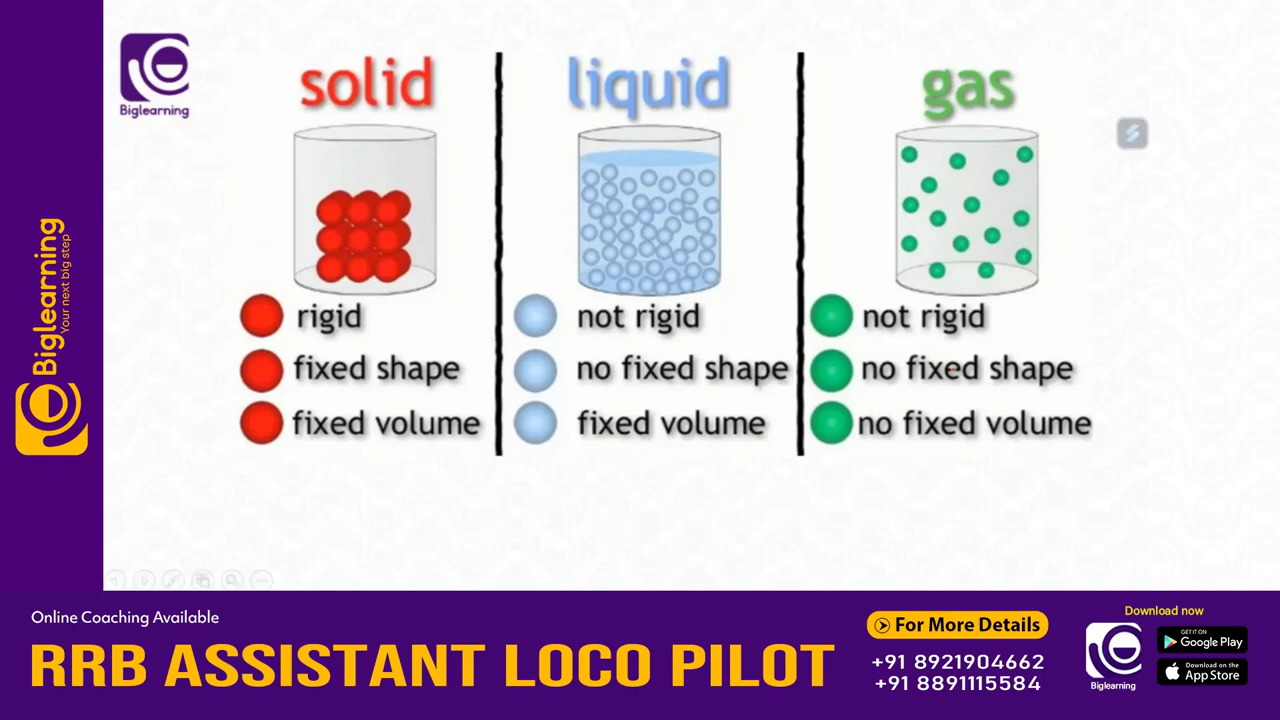 Biglearning
solid
liquid
gas
rigid
fixed shape
fixed volume
not rigid
no fixed shape
fixed volume
not rigid
no fixed shape
no fixed volume
Biglearning
Your next big step
Online Coaching Available
RRB ASSISTANT LOCO PILOT
For More Details
+91 8921904662
+91 8891115584
Download now
Biglearning
GET IT ON
Google Play
Download on the
App Store